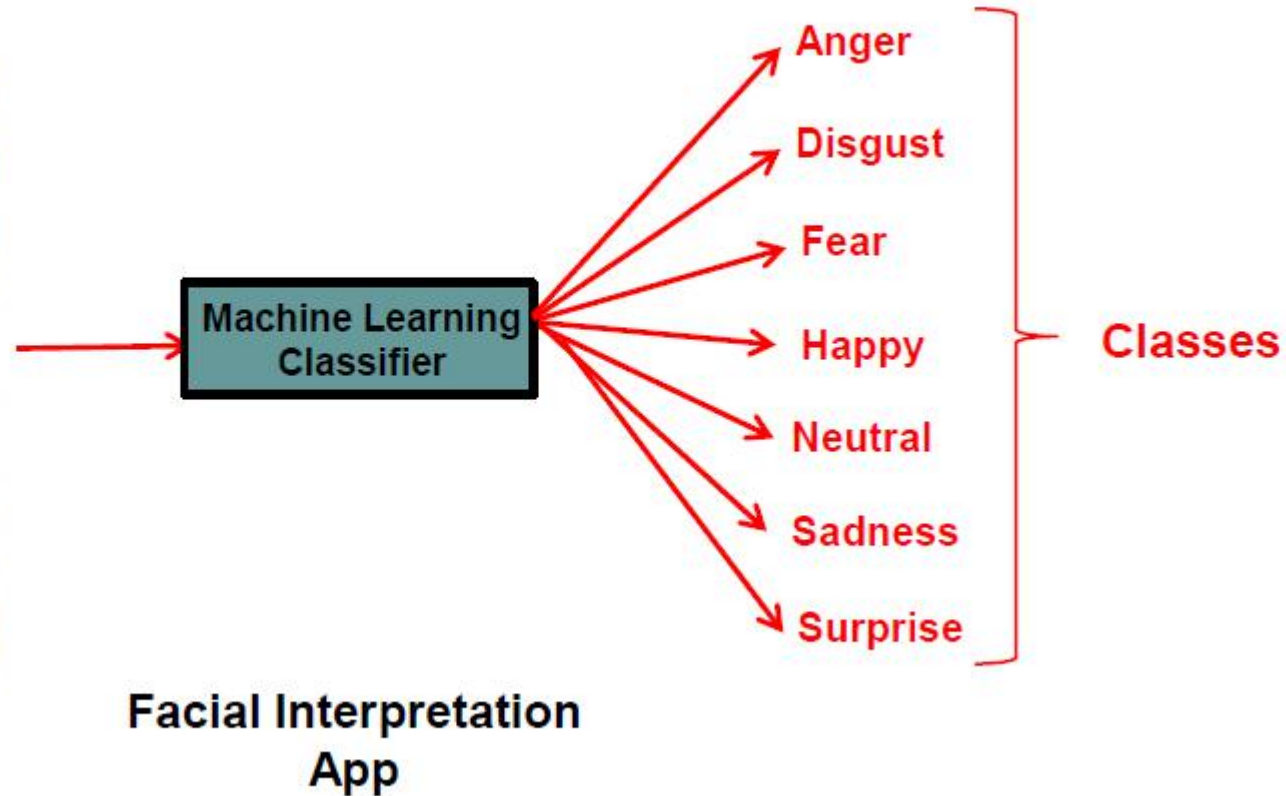 Anger
Disgust
Fear
Machine Learning
Classifier
Happy
Classes
Neutral
Sadness
Surprise
Facial Interpretation
App